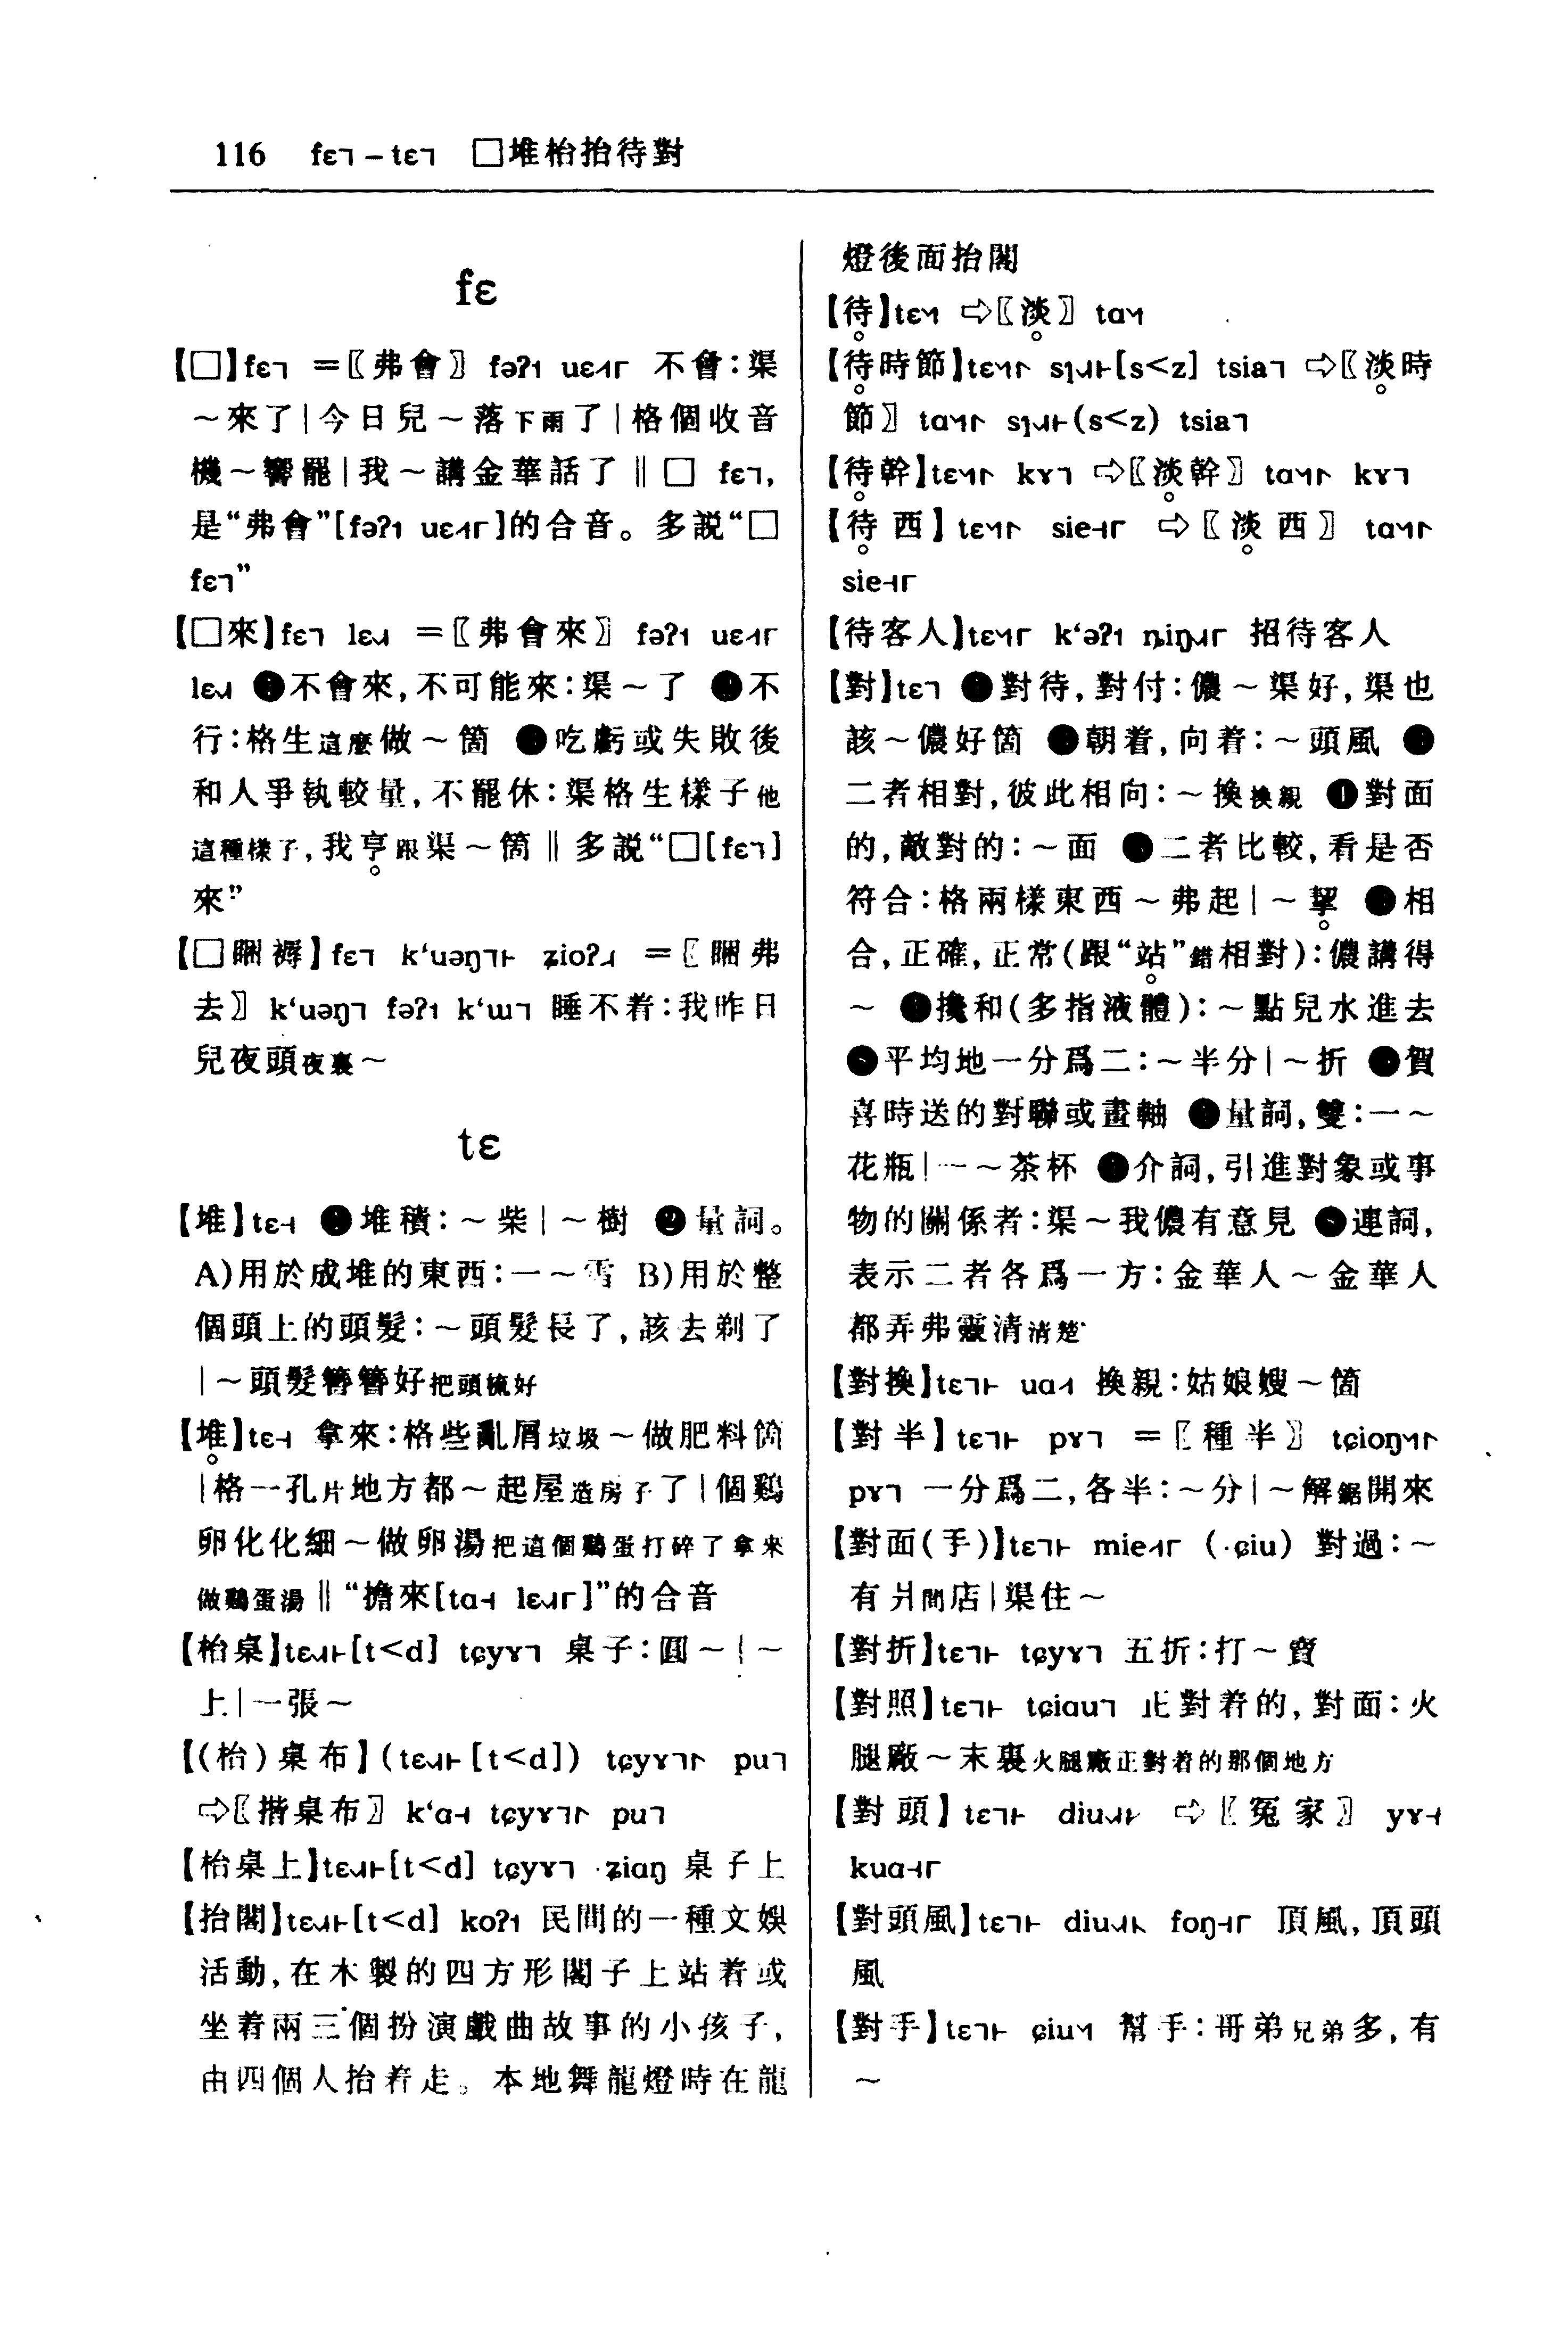 116 fɛ˥ – tɛ˥ □堆枱抬待對
fɛ
【□】fɛ˥ =〖弗會〗 fəʔ uɛ 不會：渠
～來了|今日兒～落下雨了|格個收音
機～響罷|我～講金華話了‖□ fɛ˥,
是“弗會”[fəʔ uɛ]的合音。多説“□
fɛ˥”
【□來】fɛ˥ lɛ =〖弗會來〗 fəʔ uɛ
lɛ ❶不會來,不可能來：渠～了 ❷不
行：格生這麼做～箇 ❸吃虧或失敗後
和人爭執較量,不罷休：渠格生樣子他
這種樣子,我亨跟渠～箇‖多説“□[fɛ˥]
來”
【□睏褥】fɛ˥ k‘uəŋ ʑioʔ =〖睏弗
去〗 k‘uəŋ˥ fəʔ k‘ɯ˥ 睡不着：我昨日
兒夜頭夜裏～
tɛ
【堆】tɛ ❶堆積：～柴|～樹 ❷量詞。
A)用於成堆的東西：一～雪 B)用於整
個頭上的頭髮：～頭髮長了,該去剃了
|～頭髮簪簪好把頭梳好
【堆】tɛ 拿來：格些亂屑垃圾～做肥料箇
|格一孔片地方都～起屋造房子了|個鷄
卵化化細～做卵湯把這個鷄蛋打碎了拿來
做鷄蛋湯‖“擔來[tɑ lɛ]”的合音
【枱桌】tɛ[t<d] tɕyɤ˥ 桌子：圓～|～
上|一張～
【(枱)桌布】(tɛ[t<d]) tɕyɤ pu˥
⇨〖揩桌布〗 k‘ɑ tɕyɤ pu˥
【枱桌上】tɛ[t<d] tɕyɤ˥ ·ʑiɑŋ 桌子上
【抬閣】tɛ[t<d] koʔ 民間的一種文娛
活動,在木製的四方形閣子上站着或
坐着兩三個扮演戲曲故事的小孩子,
由四個人抬着走。本地舞龍燈時在龍
燈後面抬閣
【待】tɛ ⇨〖淡〗 tɑ
【待時節】tɛ sɿ[s<z] tsia˥ ⇨〖淡時
節〗 tɑ sɿ(s<z) tsia˥
【待幹】tɛ kɤ˥ ⇨〖淡幹〗 tɑ kɤ˥
【待西】tɛ sie ⇨〖淡西〗 tɑ
sie
【待客人】tɛ k‘əʔ ȵiŋ 招待客人
【對】tɛ˥ ❶對待,對付：儂～渠好,渠也
該～儂好箇 ❷朝着,向着：～頭風 ❸
二者相對,彼此相向：～換換親 ❹對面
的,敵對的：～面 ❺二者比較,看是否
符合：格兩樣東西～弗起|～挈 ❻相
合,正確,正常(跟“站”錯相對)：儂講得
～ ❼攙和(多指液體)：～點兒水進去
❽平均地一分爲二：～半分|～折 ❾賀
喜時送的對聯或畫軸 ❿量詞,雙：一～
花瓶|一～茶杯 ⓫介詞,引進對象或事
物的關係者：渠～我儂有意見 ⓬連詞,
表示二者各爲一方：金華人～金華人
都弄弗靈清清楚
【對換】tɛ uɑ 換親：姑娘嫂～箇
【對半】tɛ pɤ˥ =〖種半〗 tɕioŋ
pɤ˥ 一分爲二,各半：～分|～解鋸開來
【對面(手)】tɛ mie (·ɕiu) 對過：～
有爿間店|渠住～
【對折】tɛ tɕyɤ˥ 五折：打～賣
【對照】tɛ tɕiɑu˥ 正對着的,對面：火
腿廠～末裏火腿廠正對着的那個地方
【對頭】tɛ diu ⇨〖冤家〗 yɤ
kuɑ
【對頭風】tɛ diu foŋ 頂風,頂頭
風
【對手】tɛ ɕiu 幫手：哥弟兄弟多,有
～